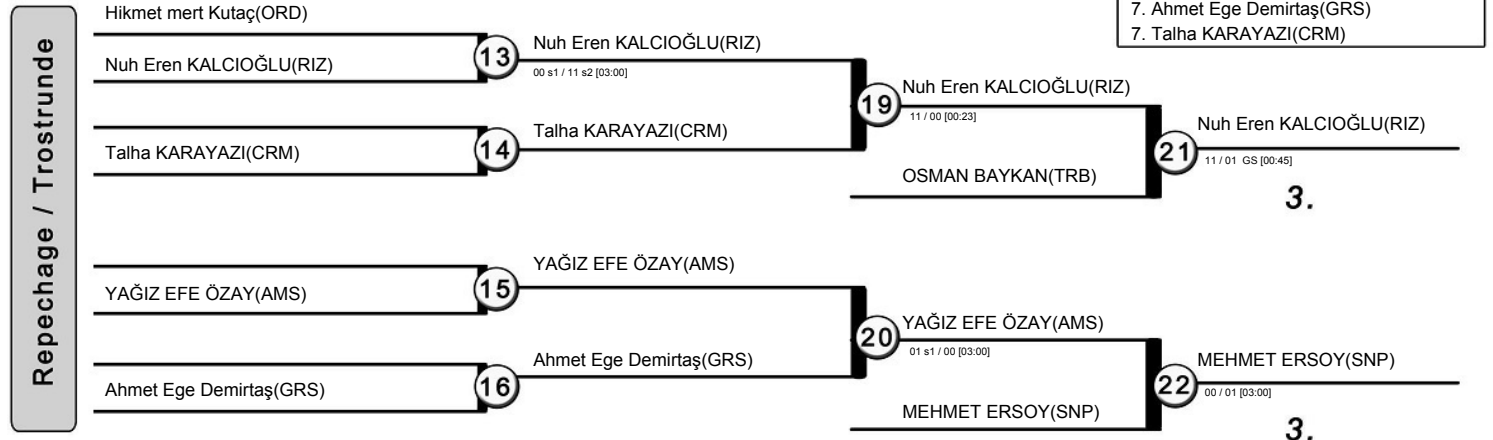 Repechage / Trostrunde
7. Ahmet Ege Demirtaş(GRS)
7. Talha KARAYAZI(CRM)
Hikmet mert Kutaç(ORD)
Nuh Eren KALCIOĞLU(RIZ)
13
Nuh Eren KALCIOĞLU(RIZ)
00 s1 / 11 s2 [03:00]
Talha KARAYAZI(CRM)
14
Talha KARAYAZI(CRM)
19
Nuh Eren KALCIOĞLU(RIZ)
11 / 00 [00:23]
OSMAN BAYKAN(TRB)
21
Nuh Eren KALCIOĞLU(RIZ)
11 / 01 GS [00:45]
3.
YAĞIZ EFE ÖZAY(AMS)
15
YAĞIZ EFE ÖZAY(AMS)
Ahmet Ege Demirtaş(GRS)
16
Ahmet Ege Demirtaş(GRS)
20
YAĞIZ EFE ÖZAY(AMS)
01 s1 / 00 [03:00]
MEHMET ERSOY(SNP)
22
MEHMET ERSOY(SNP)
00 / 01 [03:00]
3.